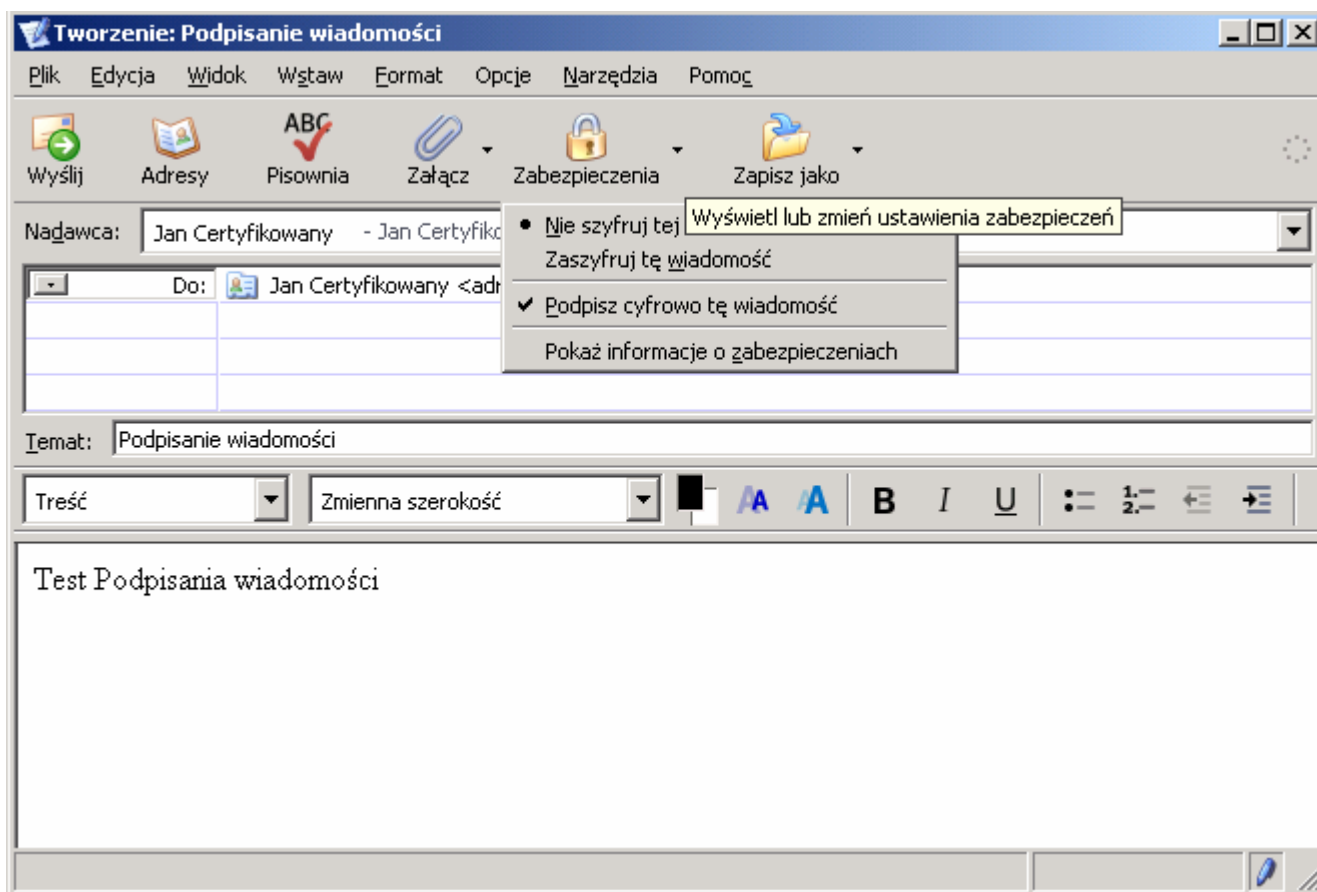 Tworzenie: Podpisanie wiadomości
Plik Edycja Widok Wstaw Format Opcje Narzędzia Pomoc
Wyślij Adresy ABC Pisownia Załącz Zabezpieczenia Zapisz jako
Nadawca: Jan Certyfikowany - Jan
Nie szyfruj tej
Wyświetl lub zmień ustawienia zabezpieczeń
Zaszyfruj tę wiadomość
Do: Jan Certyfikowany
Podpisz cyfrowo tę wiadomość
Pokaż informacje o zabezpieczeniach
Temat: Podpisanie wiadomości
Treść Zmienna szerokość B I U
Test Podpisania wiadomości